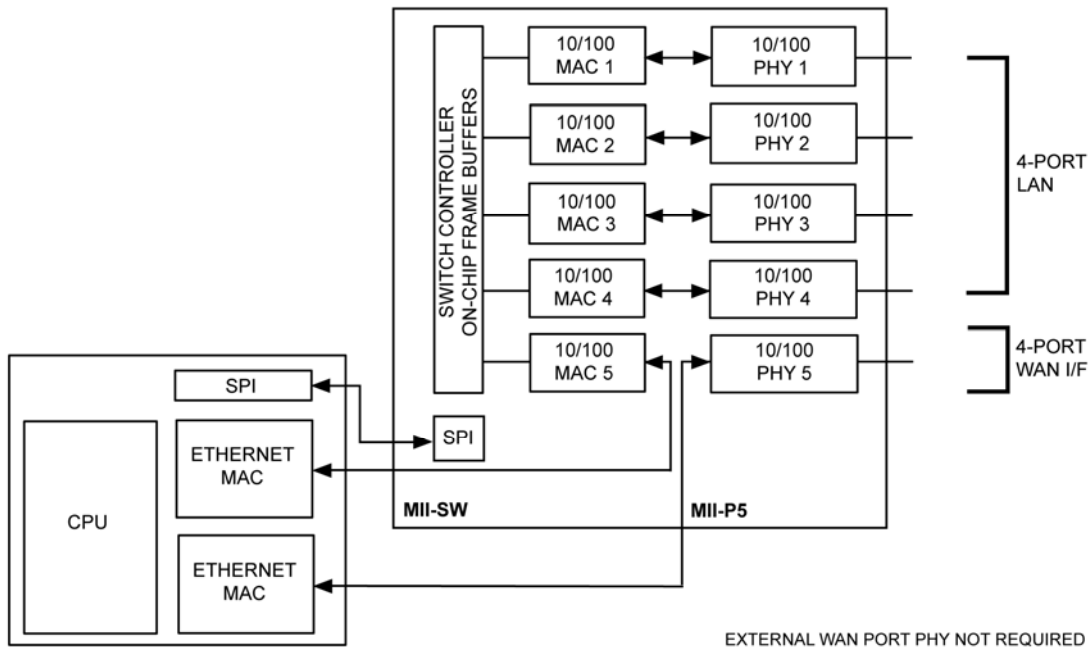 SWITCH CONTROLLER
ON-CHIP FRAME BUFFERS
10/100
MAC 1
10/100
PHY 1
10/100
MAC 2
10/100
PHY 2
10/100
MAC 3
10/100
PHY 3
10/100
MAC 4
10/100
PHY 4
10/100
MAC 5
10/100
PHY 5
4-PORT
LAN
4-PORT
WAN I/F
SPI
SPI
ETHERNET
MAC
CPU
ETHERNET
MAC
MII-SW
MII-P5
EXTERNAL WAN PORT PHY NOT REQUIRED